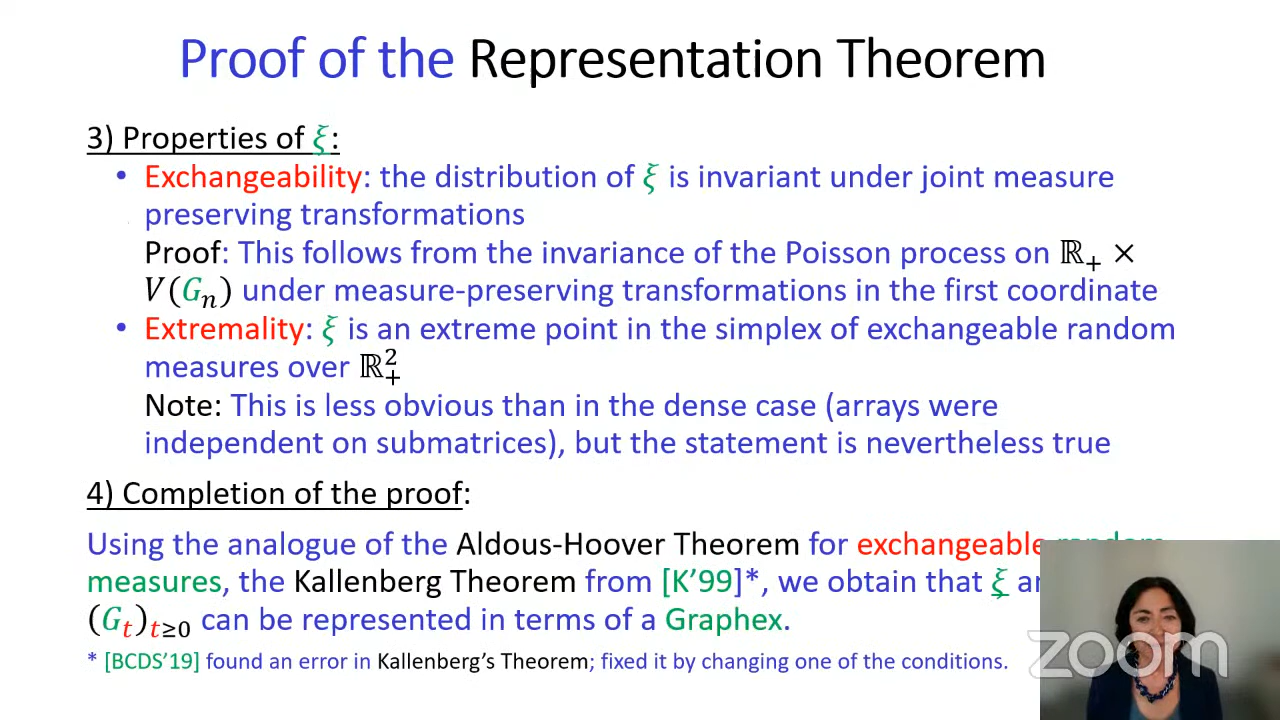 Proof of the Representation Theorem
3) Properties of ξ:
• Exchangeability: the distribution of ξ is invariant under joint measure
preserving transformations
Proof: This follows from the invariance of the Poisson process on ℝ₊ ×
V(Gₙ) under measure-preserving transformations in the first coordinate
• Extremality: ξ is an extreme point in the simplex of exchangeable random
measures over ℝ₊²
Note: This is less obvious than in the dense case (arrays were
independent on submatrices), but the statement is nevertheless true
4) Completion of the proof:
Using the analogue of the Aldous-Hoover Theorem for exchangeable
measures, the Kallenberg Theorem from [K'99]*, we obtain that ξ
(G_t)_{t≥0} can be represented in terms of a Graphex.
* [BCDS'19] found an error in Kallenberg's Theorem; fixed it by changing one of the conditions.
zoom